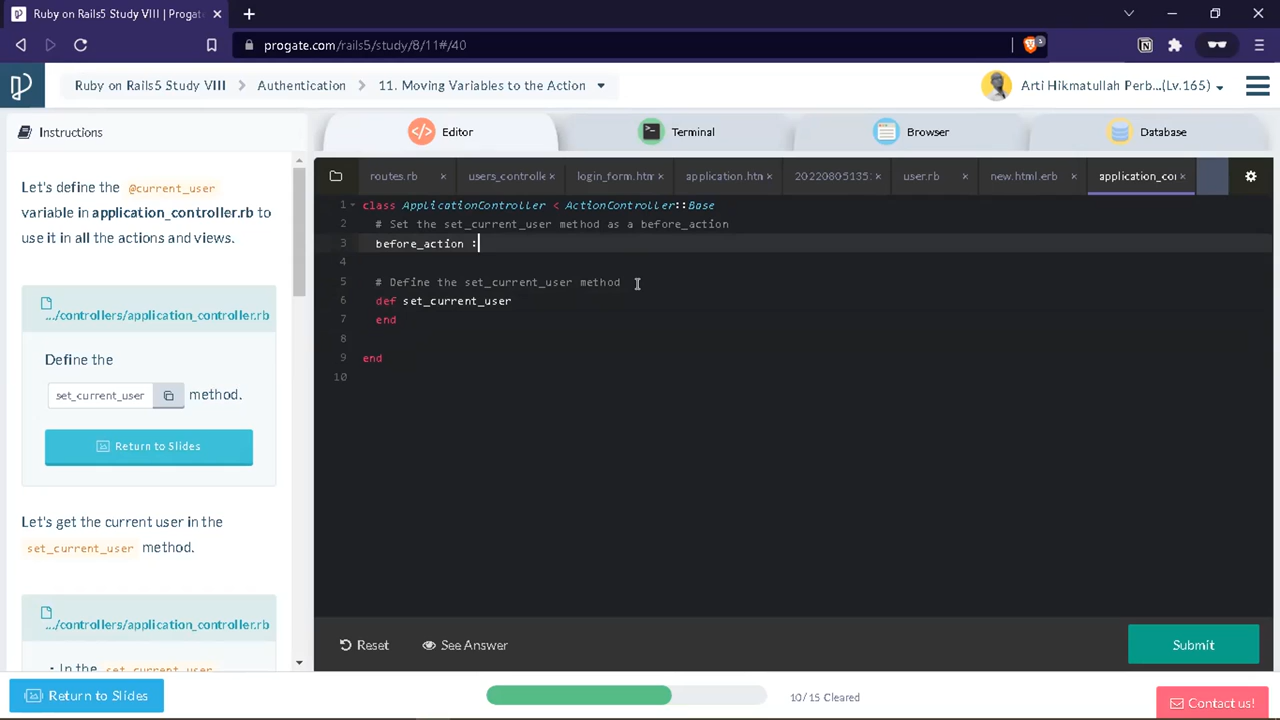 Ruby on Rails5 Study VIII | Progat
progate.com/rails5/study/8/11#/40
Ruby on Rails5 Study VIII
Authentication
11. Moving Variables to the Action
Arti Hikmatullah Perb...(Lv.165)
Instructions
Editor
Terminal
Browser
Database
Let's define the @current_user
variable in application_controller.rb to
use it in all the actions and views.
.../controllers/application_controller.rb
Define the
set_current_user method.
Return to Slides
Let's get the current user in the
set_current_user method.
.../controllers/application_controller.rb
• In the set_current_user
routes.rb
users_controlle
login_form.htm
application.htm
20220805135:
user.rb
new.html.erb
application_co
1 class ApplicationController < ActionController::Base
2 # Set the set_current_user method as a before_action
3 before_action :
4
5 # Define the set_current_user method
6 def set_current_user
7 end
8
9 end
10
Reset
See Answer
Submit
Return to Slides
10/15 Cleared
Contact us!